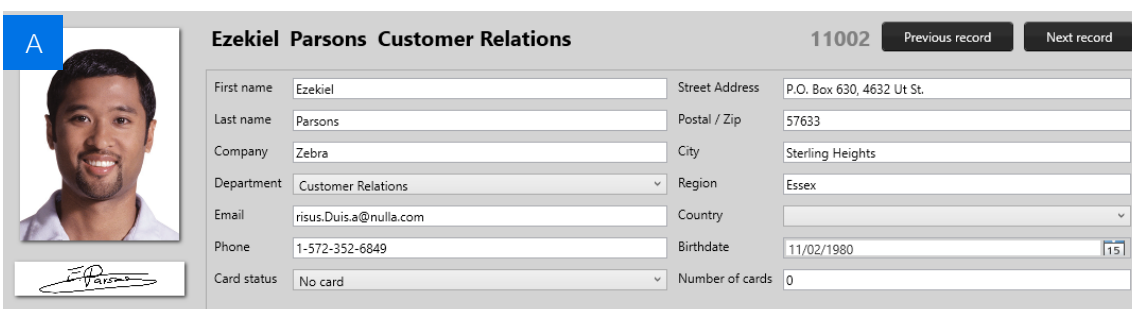 A
Ezekiel Parsons Customer Relations 11002 Previous record Next record
First name Ezekiel Street Address P.O. Box 630, 4632 Ut St.
Last name Parsons Postal / Zip 57633
Company Zebra City Sterling Heights
Department Customer Relations Region Essex
Email risus.Duis.a@nulla.com Country
Phone 1-572-352-6849 Birthdate 11/02/1980 15
Card status No card Number of cards 0
E. Parsons